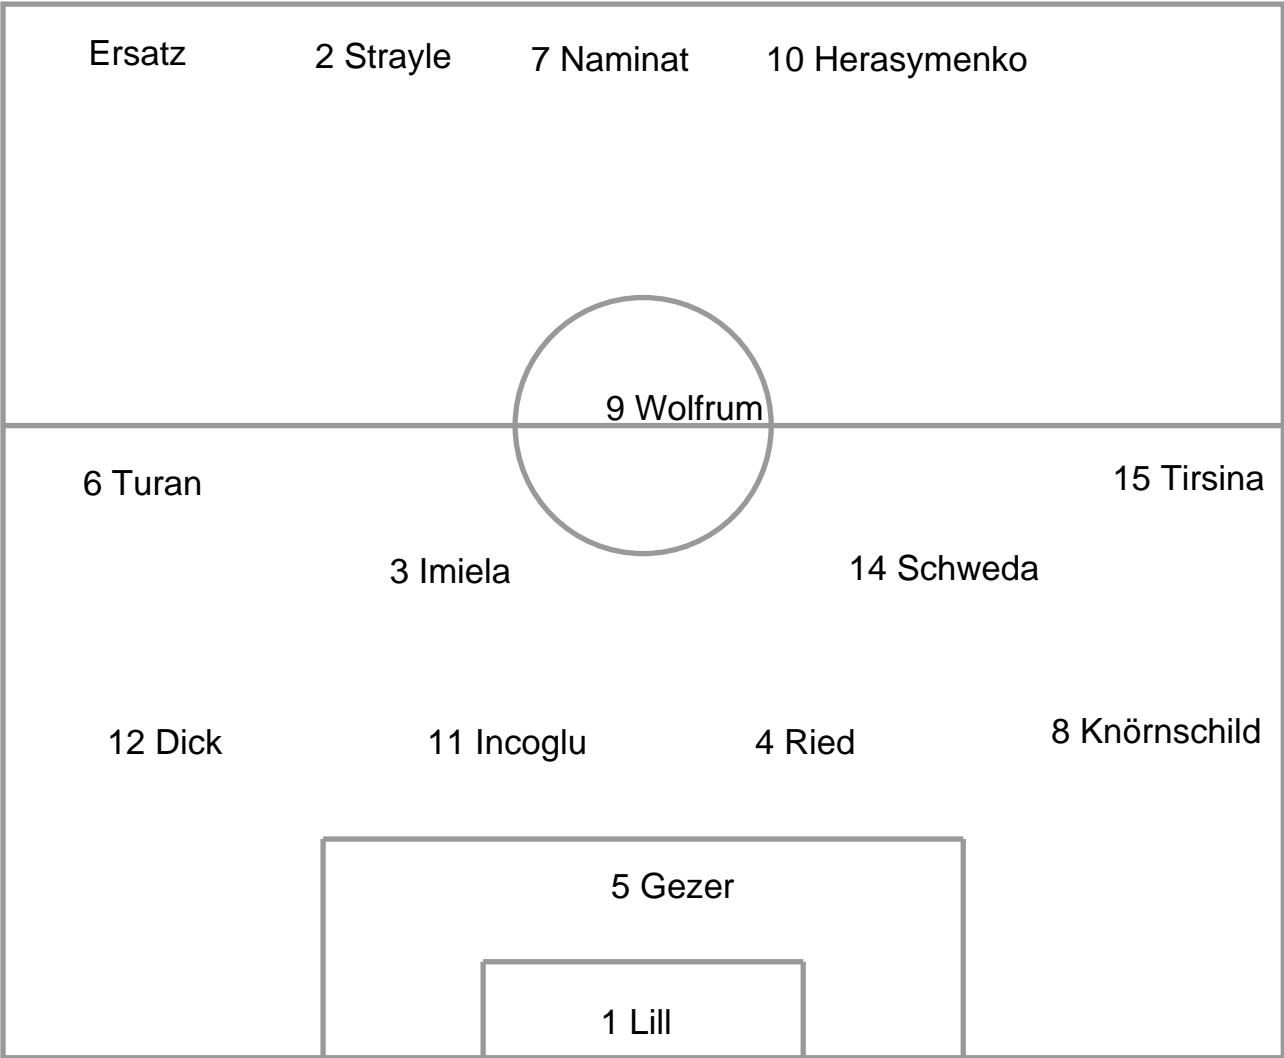 Ersatz 2 Strayle 7 Naminat 10 Herasymenko
9 Wolfrum
6 Turan 15 Tirsina
3 Imiela 14 Schweda
12 Dick 11 Incoglu 4 Ried 8 Knörnschild
5 Gezer
1 Lill